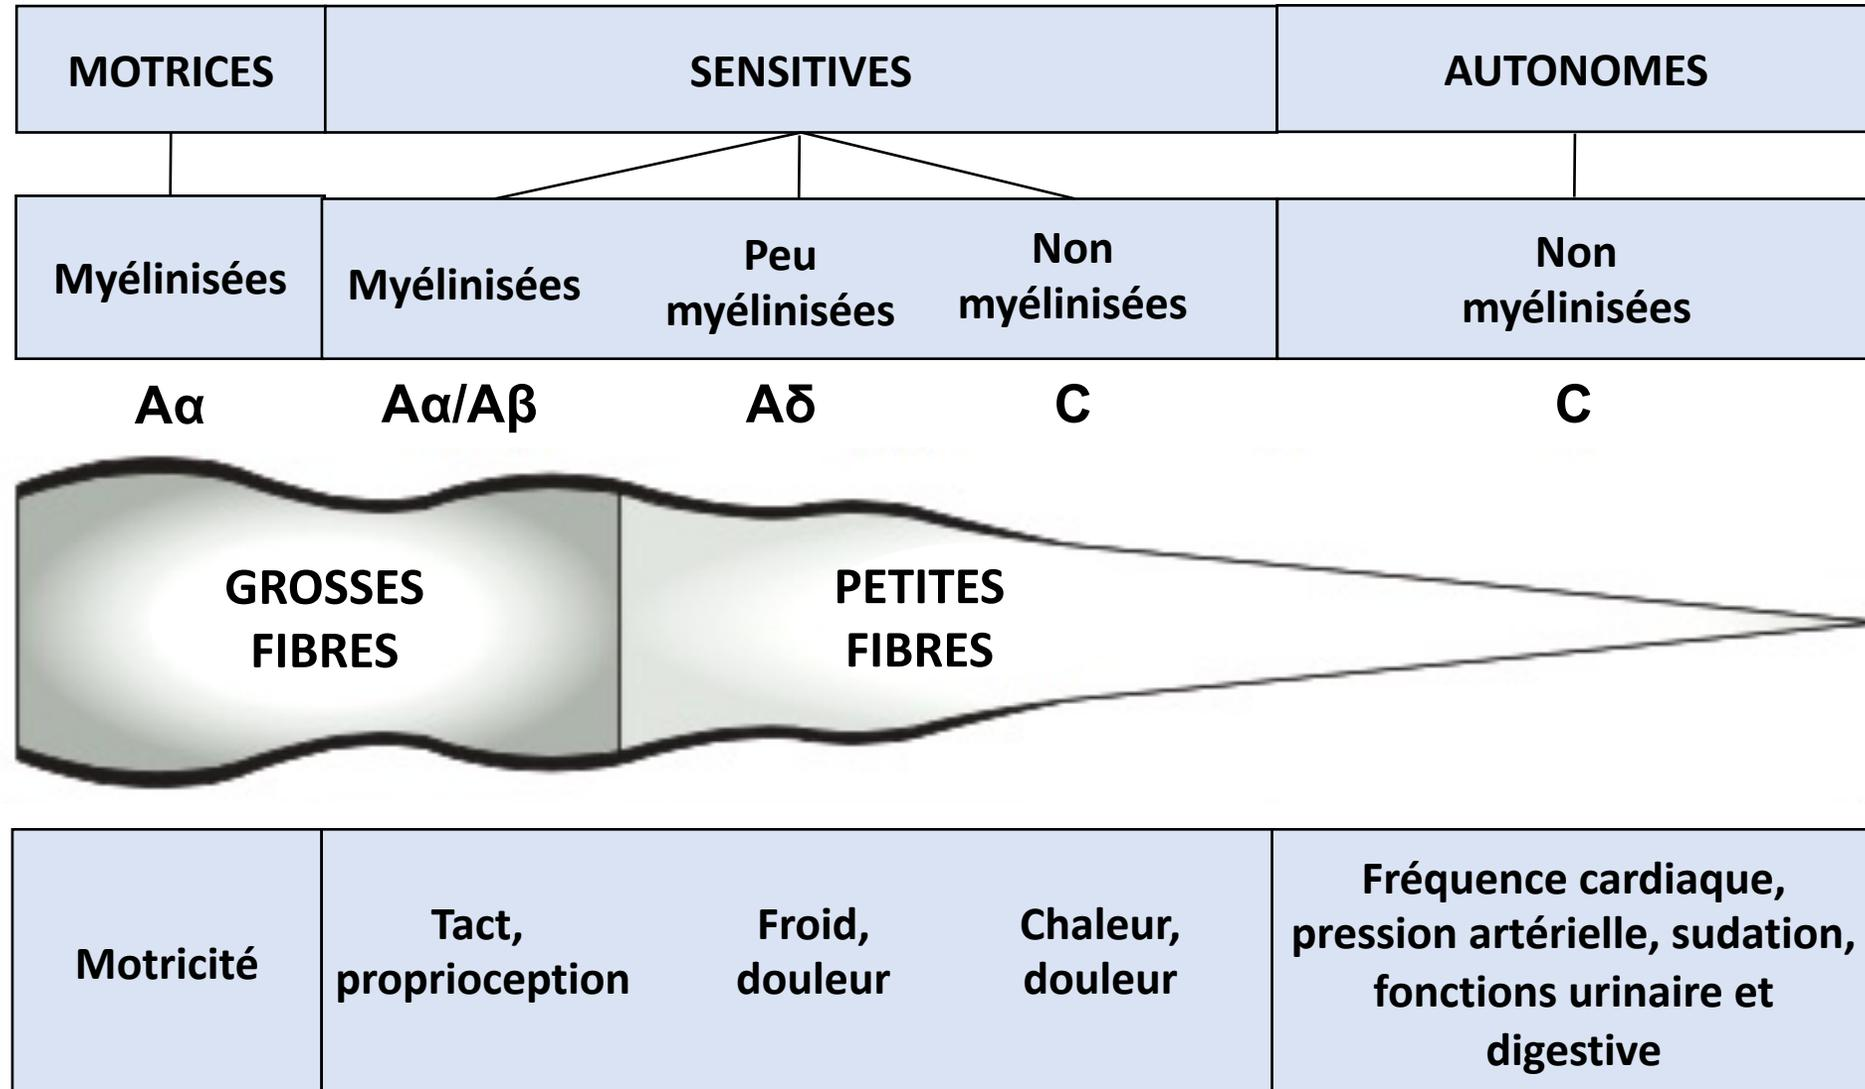 MOTRICES
SENSITIVES
AUTONOMES
Myélinisées
Myélinisées
Peu
myélinisées
Non
myélinisées
Non
myélinisées
Aα
Aα/Aβ
Aδ
C
C
GROSSES
FIBRES
PETITES
FIBRES
Motricité
Tact,
proprioception
Froid,
douleur
Chaleur,
douleur
Fréquence cardiaque,
pression artérielle, sudation,
fonctions urinaire et
digestive